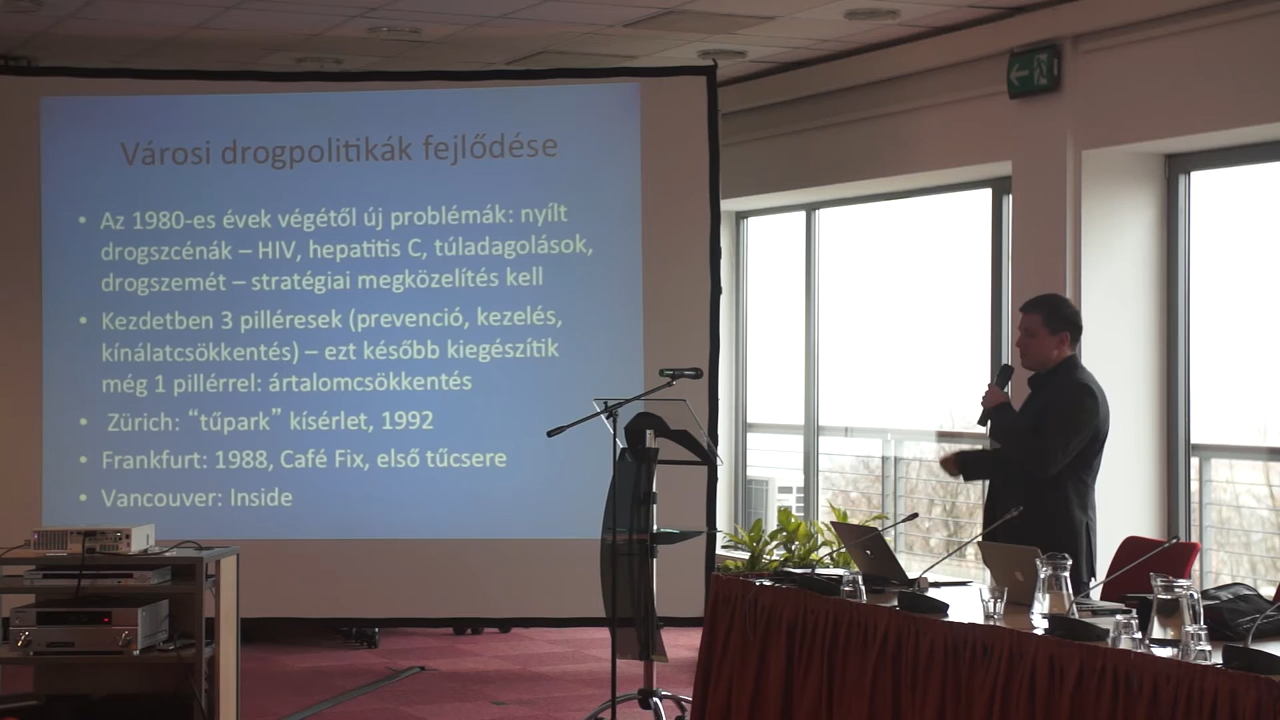 Városi drogpolitikák fejlődése
• Az 1980-es évek végétől új problémák: nyílt
drogszcénák – HIV, hepatitis C, túladagolások,
drogszemét – stratégiai megközelítés kell
• Kezdetben 3 pilléresek (prevenció, kezelés,
kínálatcsökkentés) – ezt később kiegészítik
még 1 pillérrel: ártalomcsökkentés
• Zürich: “tűpark” kísérlet, 1992
• Frankfurt: 1988, Café Fix, első tűcsere
• Vancouver: Inside